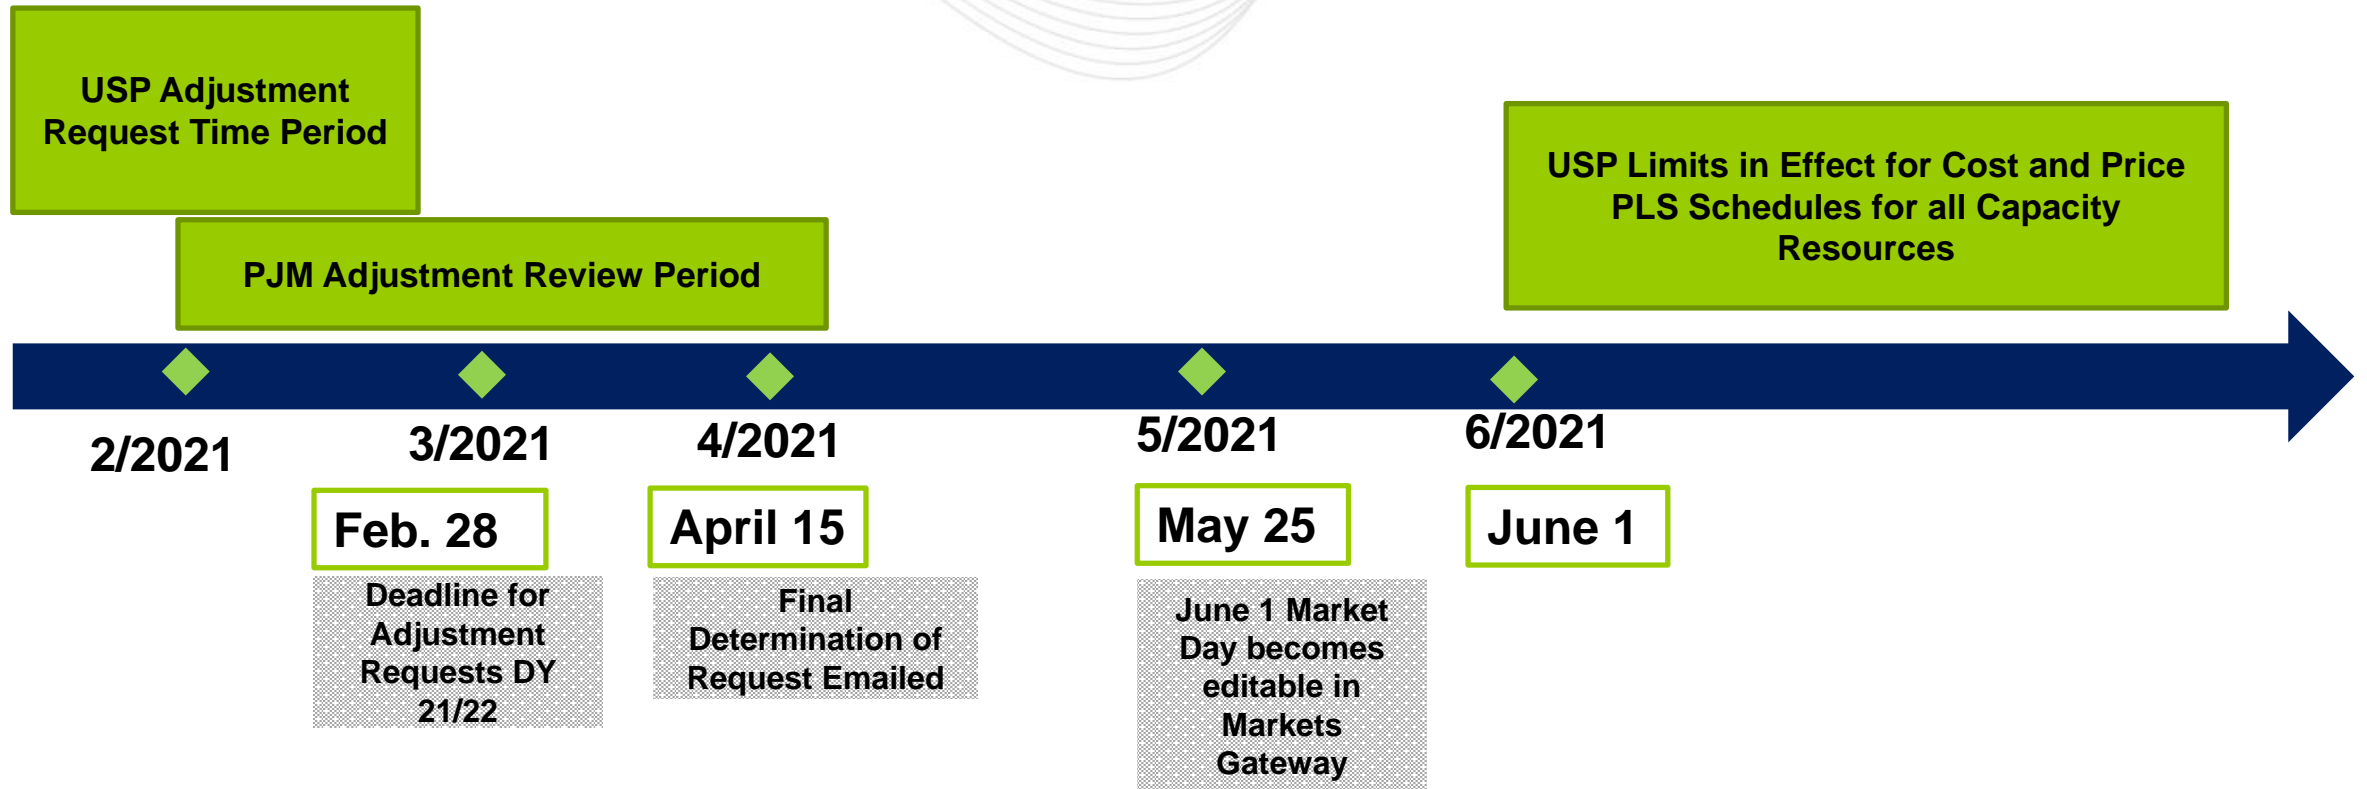 USP Adjustment
Request Time Period
USP Limits in Effect for Cost and Price
PLS Schedules for all Capacity
Resources
PJM Adjustment Review Period
2/2021
3/2021
4/2021
5/2021
6/2021
Feb. 28
April 15
May 25
June 1
Deadline for
Adjustment
Requests DY
21/22
Final
Determination of
Request Emailed
June 1 Market
Day becomes
editable in
Markets
Gateway